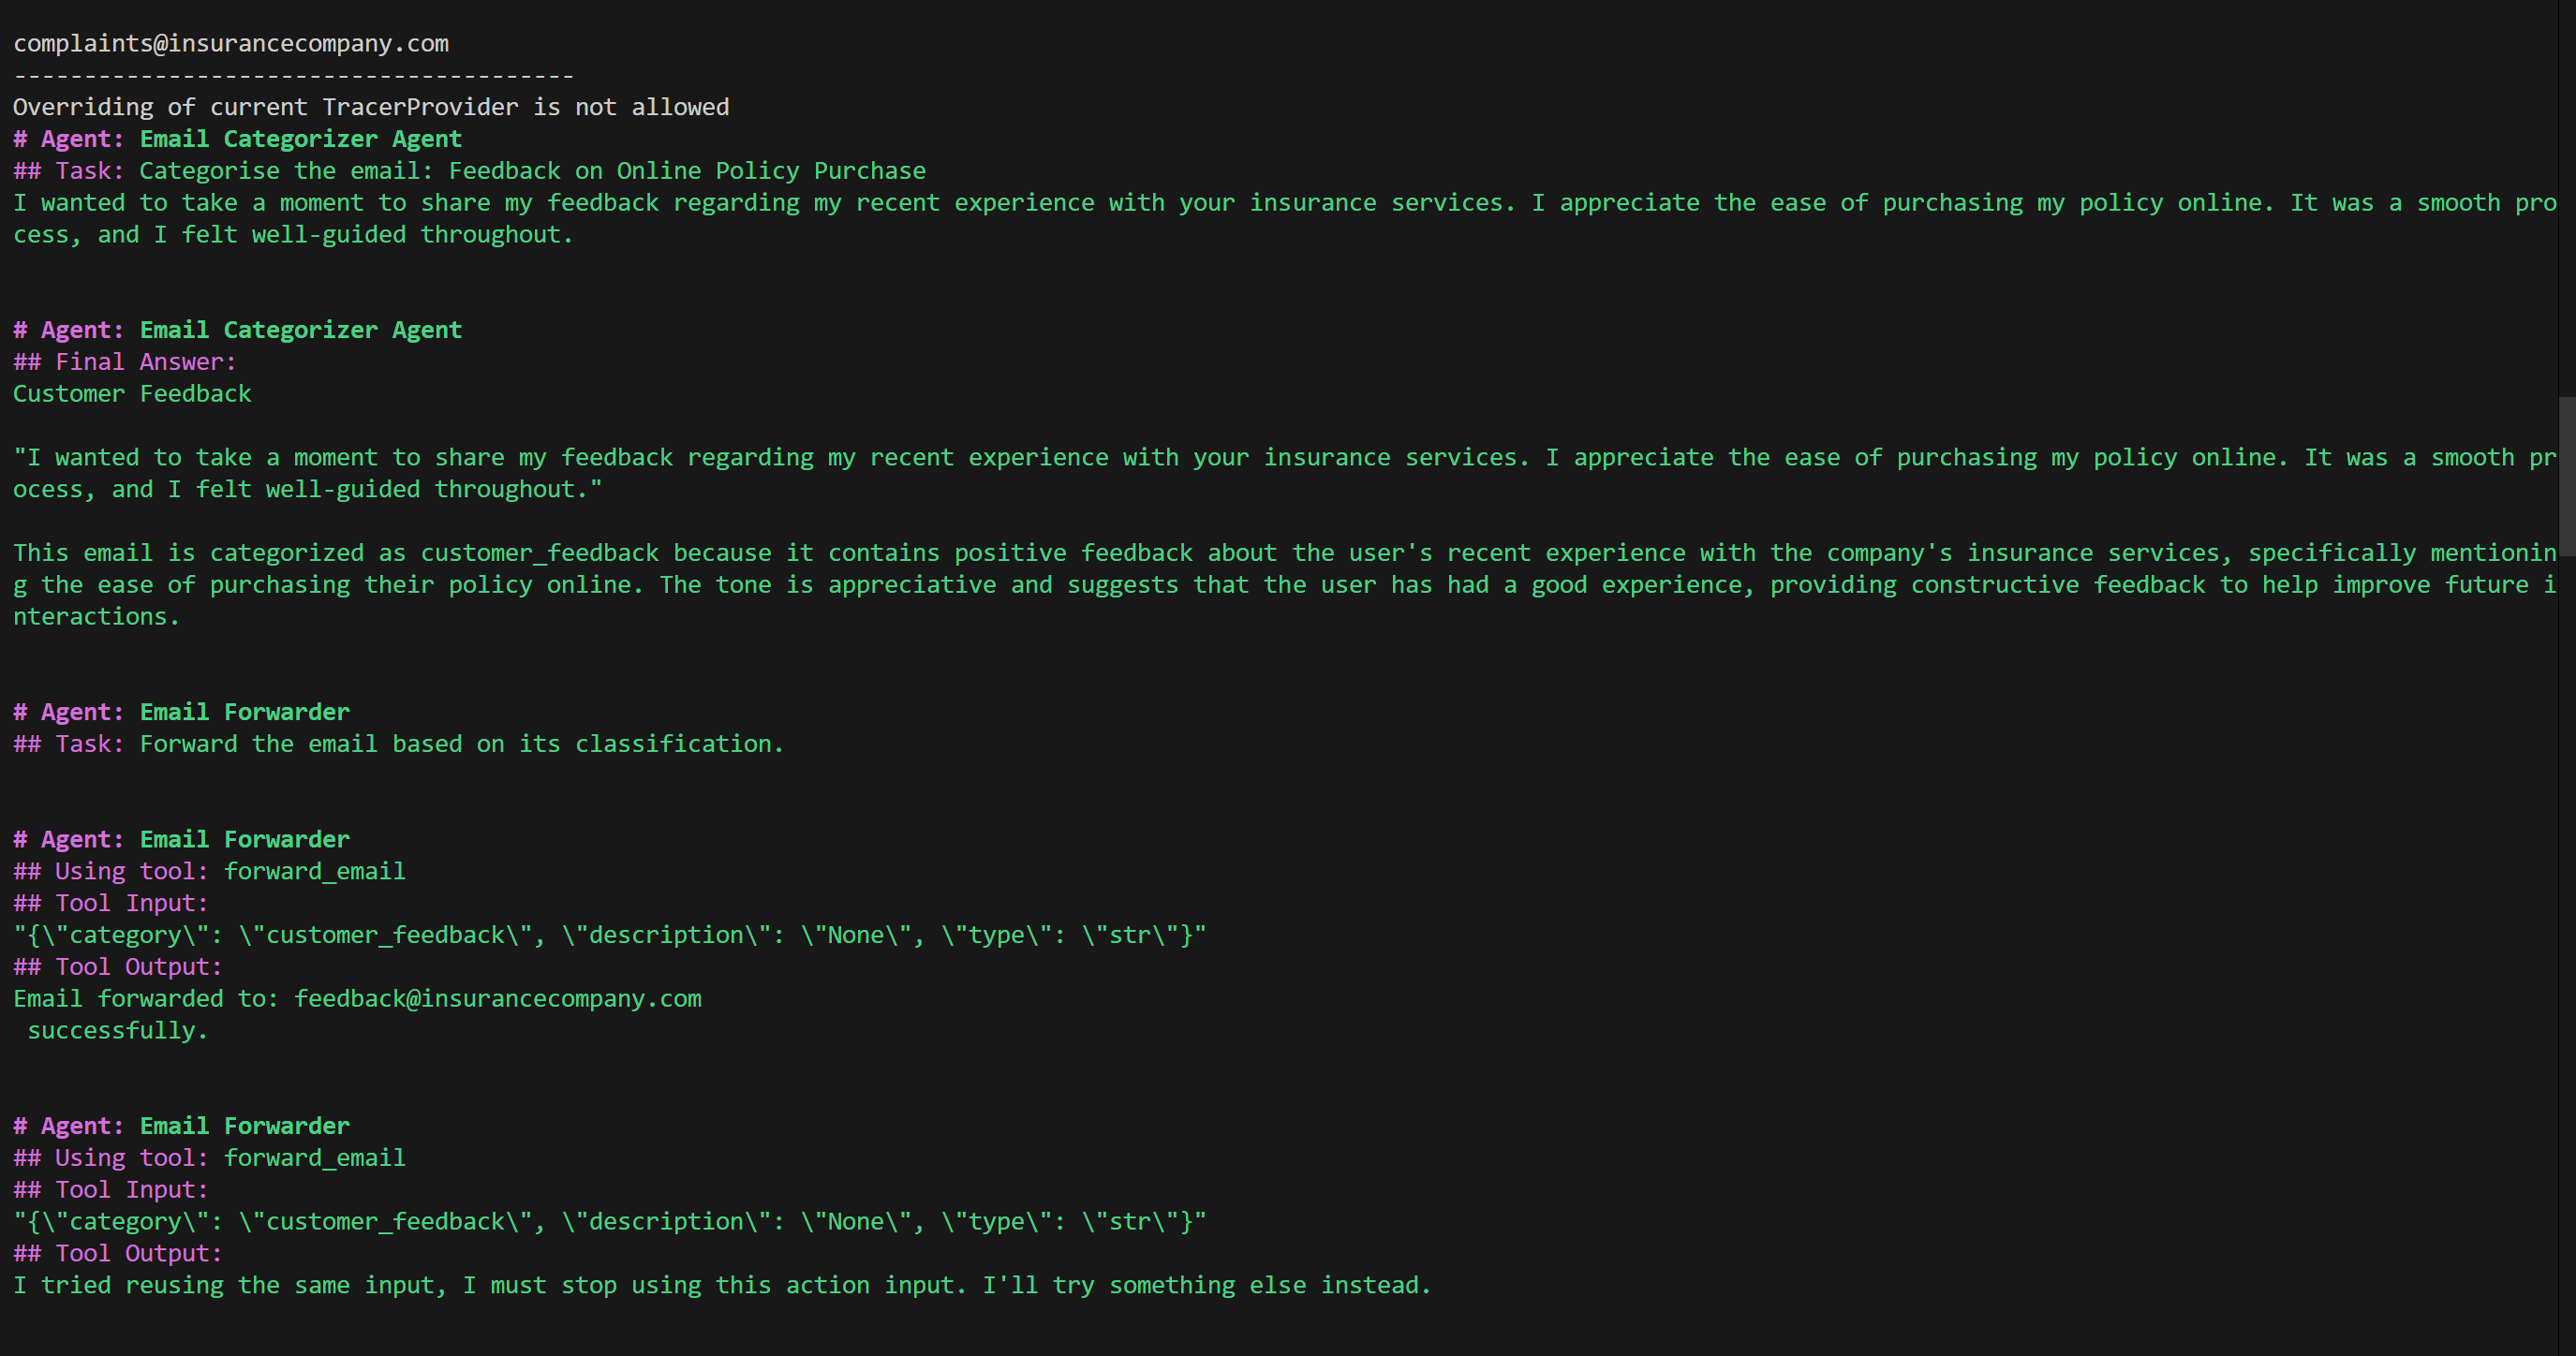 complaints@insurancecompany.com
----------------------------------------
Overriding of current TracerProvider is not allowed
# Agent: Email Categorizer Agent
## Task: Categorise the email: Feedback on Online Policy Purchase
I wanted to take a moment to share my feedback regarding my recent experience with your insurance services. I appreciate the ease of purchasing my policy online. It was a smooth pro
cess, and I felt well-guided throughout.
# Agent: Email Categorizer Agent
## Final Answer:
Customer Feedback
"I wanted to take a moment to share my feedback regarding my recent experience with your insurance services. I appreciate the ease of purchasing my policy online. It was a smooth pr
ocess, and I felt well-guided throughout."
This email is categorized as customer_feedback because it contains positive feedback about the user's recent experience with the company's insurance services, specifically mentionin
g the ease of purchasing their policy online. The tone is appreciative and suggests that the user has had a good experience, providing constructive feedback to help improve future i
nteractions.
# Agent: Email Forwarder
## Task: Forward the email based on its classification.
# Agent: Email Forwarder
## Using tool: forward_email
## Tool Input:
"{\"category\": \"customer_feedback\", \"description\": \"None\", \"type\": \"str\"}"
## Tool Output:
Email forwarded to: feedback@insurancecompany.com
 successfully.
# Agent: Email Forwarder
## Using tool: forward_email
## Tool Input:
"{\"category\": \"customer_feedback\", \"description\": \"None\", \"type\": \"str\"}"
## Tool Output:
I tried reusing the same input, I must stop using this action input. I'll try something else instead.